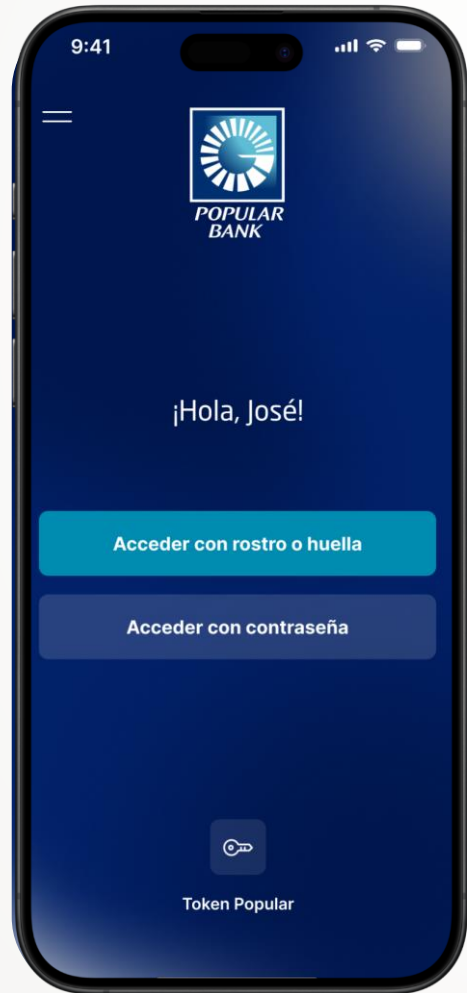 9:41
POPULAR
BANK
¡Hola, José!
Acceder con rostro o huella
Acceder con contraseña
Token Popular